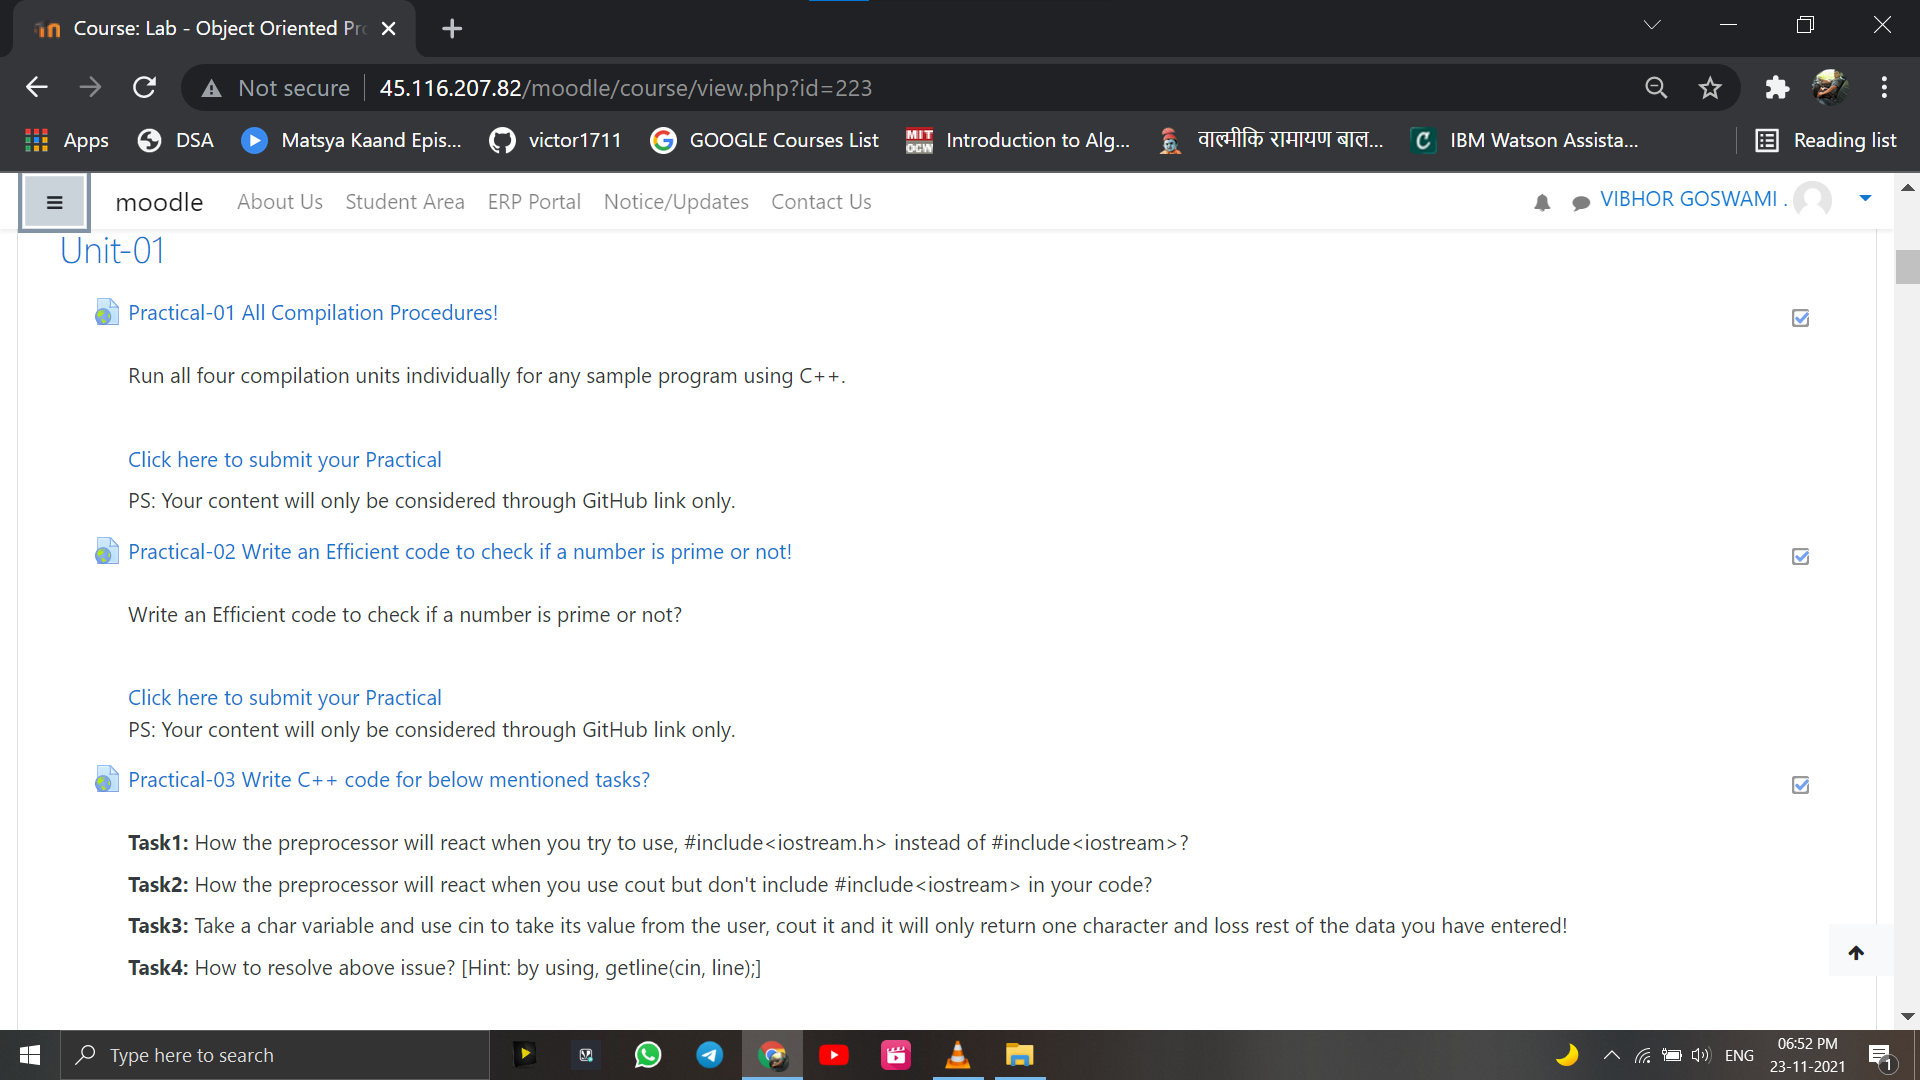 Course: Lab - Object Oriented Pr
Not secure
45.116.207.82/moodle/course/view.php?id=223
Apps
DSA
Matsya Kaand Epis...
victor1711
GOOGLE Courses List
MIT
OCW
Introduction to Alg...
वाल्मीकि रामायण बाल...
IBM Watson Assista...
Reading list
moodle
About Us
Student Area
ERP Portal
Notice/Updates
Contact Us
VIBHOR GOSWAMI .
Unit-01
Practical-01 All Compilation Procedures!
Run all four compilation units individually for any sample program using C++.
Click here to submit your Practical
PS: Your content will only be considered through GitHub link only.
Practical-02 Write an Efficient code to check if a number is prime or not!
Write an Efficient code to check if a number is prime or not?
Click here to submit your Practical
PS: Your content will only be considered through GitHub link only.
Practical-03 Write C++ code for below mentioned tasks?
Task1: How the preprocessor will react when you try to use, #include<iostream.h> instead of #include<iostream>?
Task2: How the preprocessor will react when you use cout but don't include #include<iostream> in your code?
Task3: Take a char variable and use cin to take its value from the user, cout it and it will only return one character and loss rest of the data you have entered!
Task4: How to resolve above issue? [Hint: by using, getline(cin, line);]
Type here to search
ENG
06:52 PM
23-11-2021
1